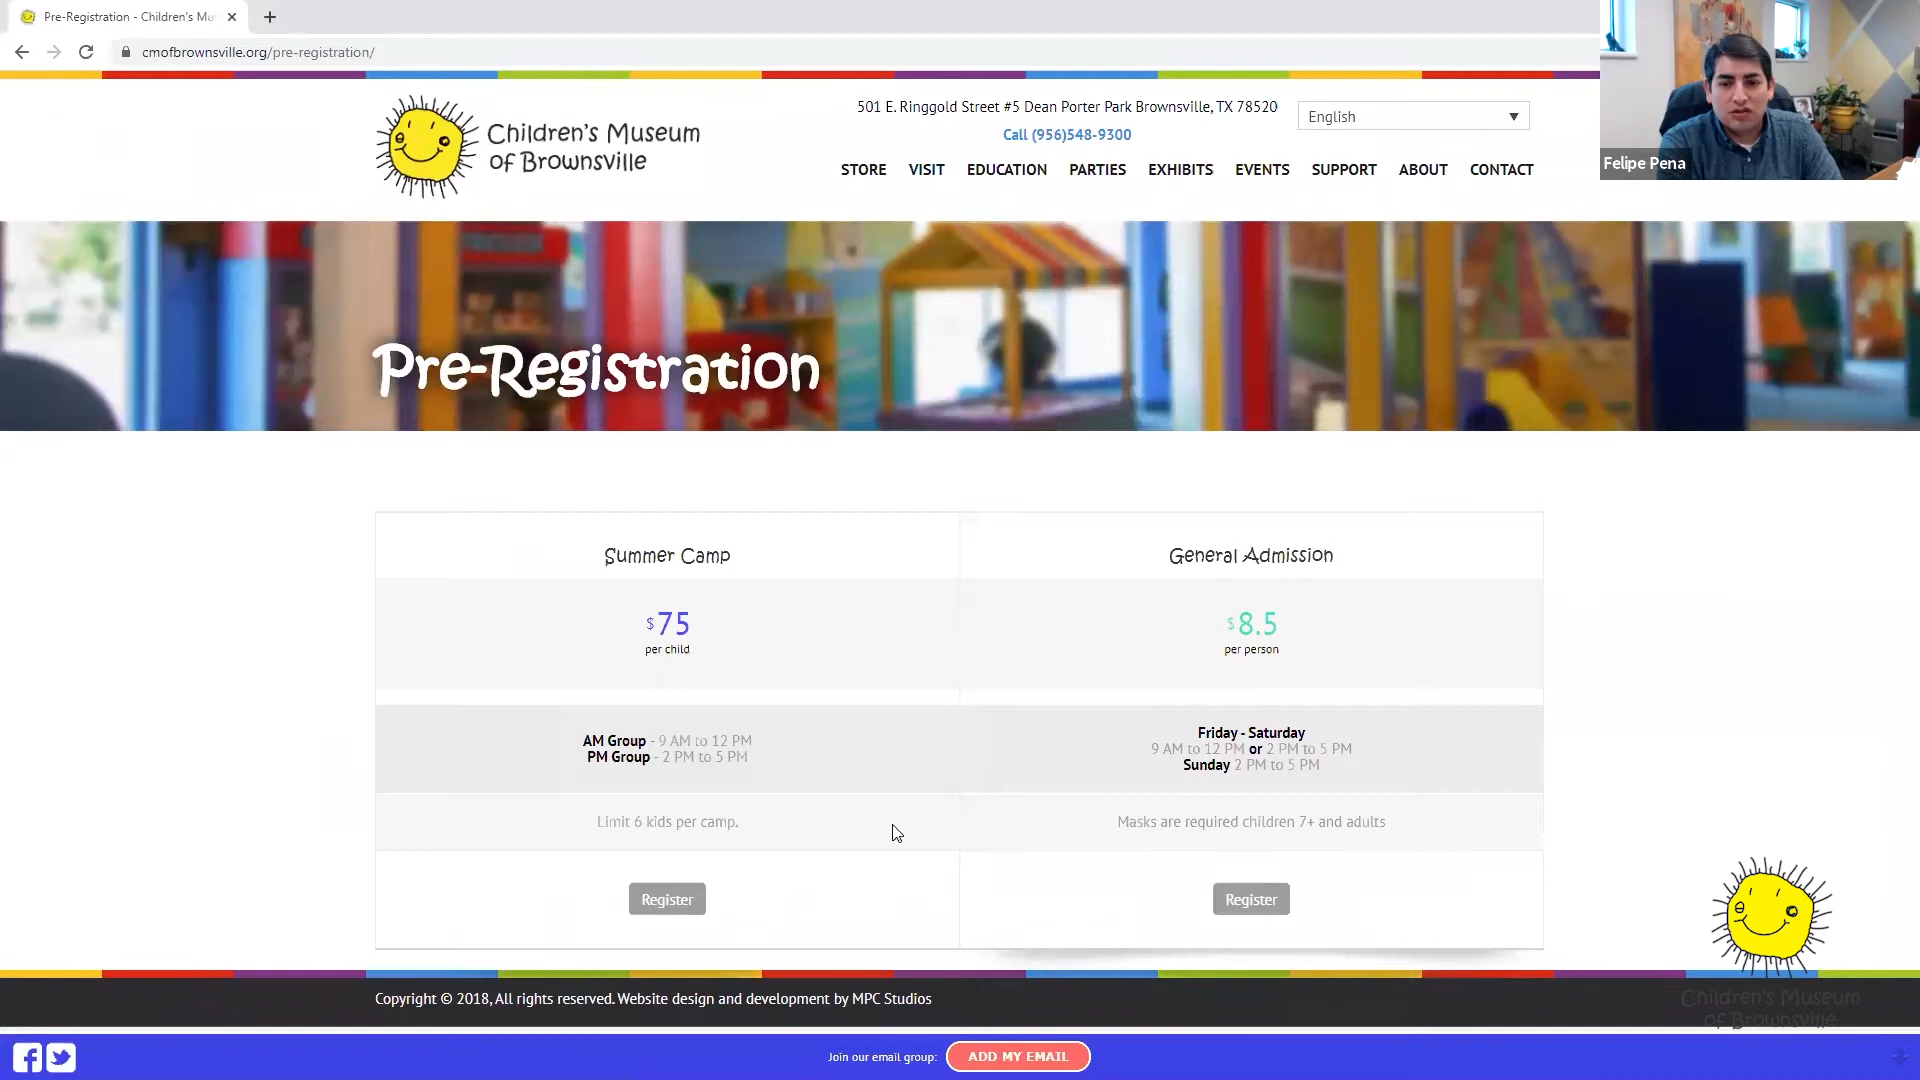 Pre-Registration - Children's Mu
cmofbrownsville.org/pre-registration/
501 E. Ringgold Street #5 Dean Porter Park Brownsville, TX 78520
English
Call (956)548-9300
Children's Museum
of Brownsville
STORE VISIT EDUCATION PARTIES EXHIBITS EVENTS SUPPORT ABOUT CONTACT
Felipe Pena
Pre-Registration
Summer Camp
$75
per child
AM Group - 9 AM to 12 PM
PM Group - 2 PM to 5 PM
Limit 6 kids per camp.
Register
General Admission
$8.5
per person
Friday - Saturday
9 AM to 12 PM or 2 PM to 5 PM
Sunday 2 PM to 5 PM
Masks are required children 7+ and adults
Register
Children's Museum
of Brownsville
Copyright © 2018, All rights reserved. Website design and development by MPC Studios
Join our email group: ADD MY EMAIL